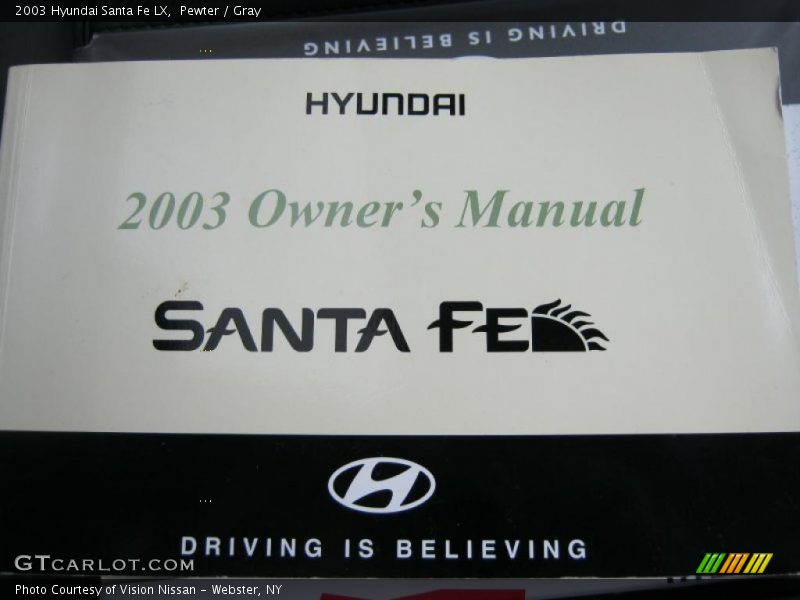 2003 Hyundai Santa Fe LX,  Pewter / Gray
DRIVING IS BELIEVING
HYUNDAI
2003 Owner's Manual
SANTA FE
DRIVING IS BELIEVING
GTCARLOT.COM
Photo Courtesy of Vision Nissan - Webster, NY